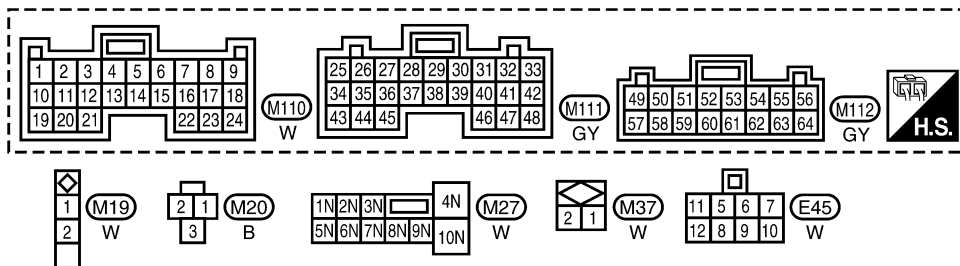 1 2 3 4 5 6 7 8 9
10 11 12 13 14 15 16 17 18
19 20 21 22 23 24
M110
W
25 26 27 28 29 30 31 32 33
34 35 36 37 38 39 40 41 42
43 44 45 46 47 48
M111
GY
49 50 51 52 53 54 55 56
57 58 59 60 61 62 63 64
M112
GY
H.S.
1
2
M19
W
2 1
3
M20
B
1N 2N 3N 4N
5N 6N 7N 8N 9N 10N
M27
W
2 1
M37
W
11 5 6 7
12 8 9 10
E45
W